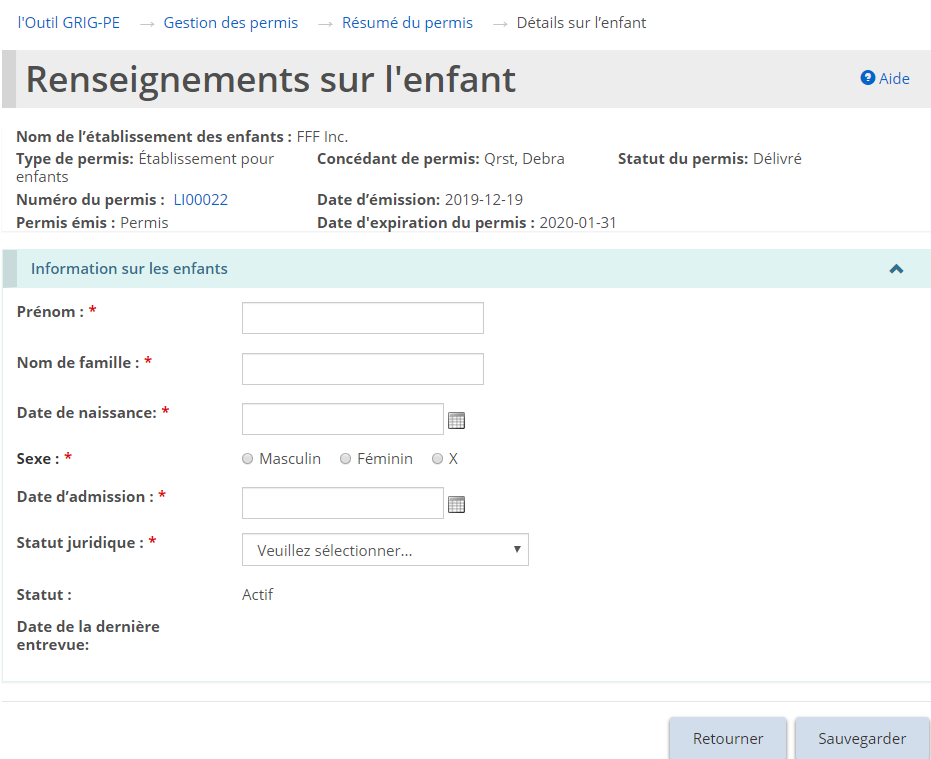 l'Outil GRIG-PE → Gestion des permis → Résumé du permis → Détails sur l’enfant
Renseignements sur l'enfant
Aide
Nom de l’établissement des enfants : FFF Inc.
Type de permis: Établissement pour enfants
Concédant de permis: Qrst, Debra
Statut du permis: Délivré
Numéro du permis : LI00022
Date d’émission: 2019-12-19
Permis émis : Permis
Date d'expiration du permis : 2020-01-31
Information sur les enfants
Prénom : *
Nom de famille : *
Date de naissance: *
Sexe : * Masculin Féminin X
Date d’admission : *
Statut juridique : * Veuillez sélectionner...
Statut : Actif
Date de la dernière
entrevue:
Retourner Sauvegarder